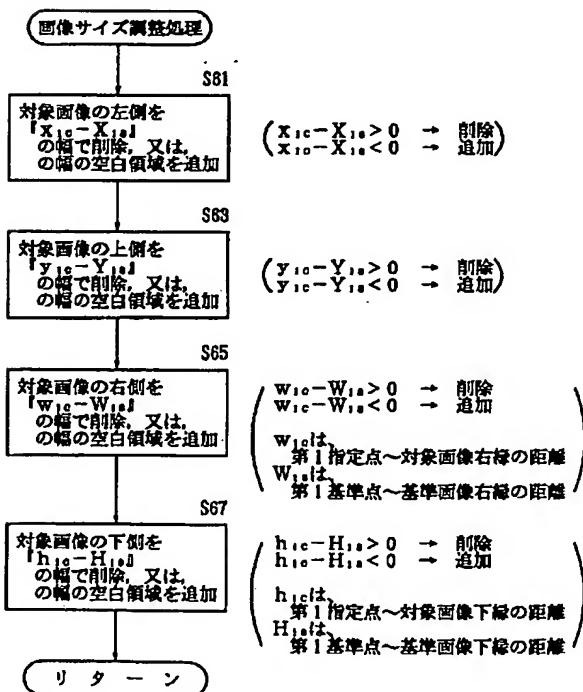 画像サイズ調整処理
S61
対象画像の左側を
『x1c－X1s』
の幅で削除，又は，
の幅の空白領域を追加
x1c－X1s＞0 → 削除
x1c－X1s＜0 → 追加
S63
対象画像の上側を
『y1c－Y1s』
の幅で削除，又は，
の幅の空白領域を追加
y1c－Y1s＞0 → 削除
y1c－Y1s＜0 → 追加
S65
対象画像の右側を
『w1c－W1s』
の幅で削除，又は，
の幅の空白領域を追加
w1c－W1s＞0 → 削除
w1c－W1s＜0 → 追加
w1cは、
第1指定点～対象画像右縁の距離
W1sは、
第1基準点～基準画像右縁の距離
S67
対象画像の下側を
『h1c－H1s』
の幅で削除，又は，
の幅の空白領域を追加
h1c－H1s＞0 → 削除
h1c－H1s＜0 → 追加
h1cは、
第1指定点～対象画像下縁の距離
H1sは、
第1基準点～基準画像下縁の距離
リターン